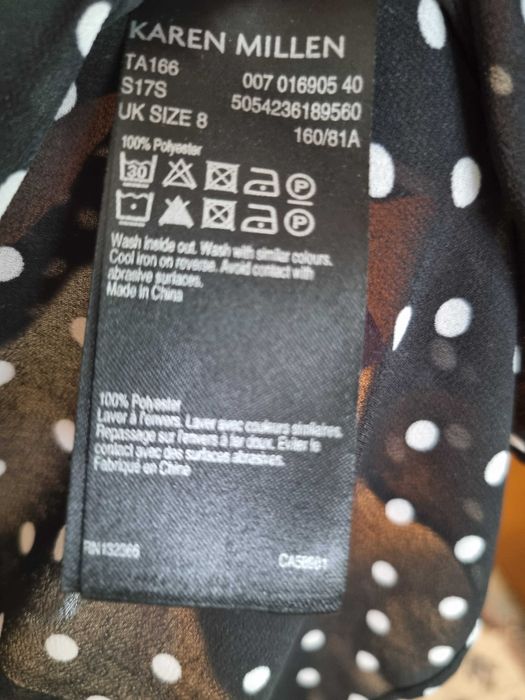 KAREN MILLEN
TA166
S17S
UK SIZE 8
007 016905 40
5054236189560
160/81A
100% Polyester
30
P
P
Wash inside out. Wash with similar colours.
Cool iron on reverse. Avoid contact with
abrasive surfaces.
Made in China
100% Polyester
Laver à l'envers. Laver avec couleurs similaires.
Repassage sur l'envers à fer doux. Eviter le
contact avec des surfaces abrasives.
Fabriqué en China
RN132366